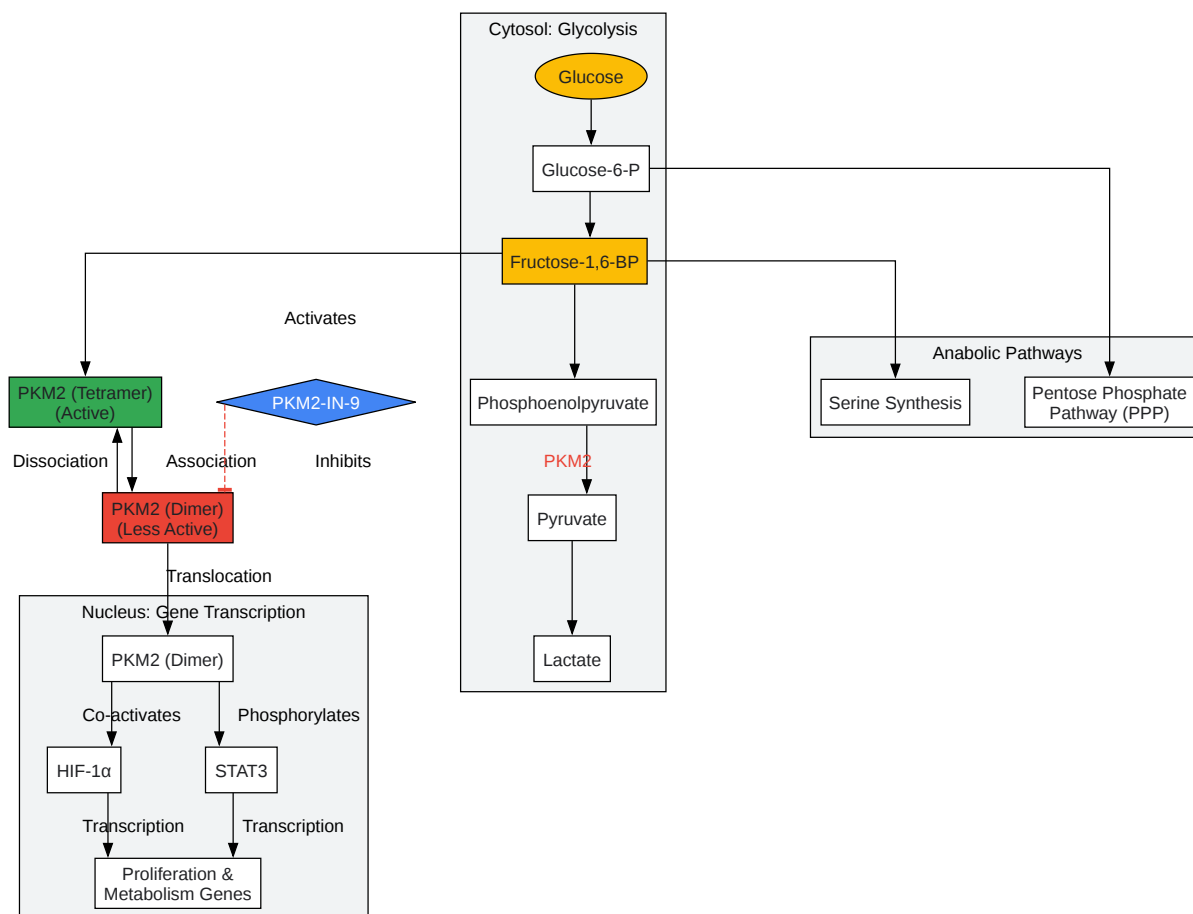 Cytosol: Glycolysis
Glucose
Glucose-6-P
Fructose-1,6-BP
Activates
Anabolic Pathways
PKM2 (Tetramer)
(Active)
PKM2-IN-9
Phosphoenolpyruvate
Serine Synthesis
Pentose Phosphate
Pathway (PPP)
Dissociation
Association
Inhibits
PKM2
PKM2 (Dimer)
(Less Active)
Pyruvate
Translocation
Nucleus: Gene Transcription
PKM2 (Dimer)
Lactate
Co-activates
Phosphorylates
HIF-1α
STAT3
Transcription
Transcription
Proliferation &
Metabolism Genes